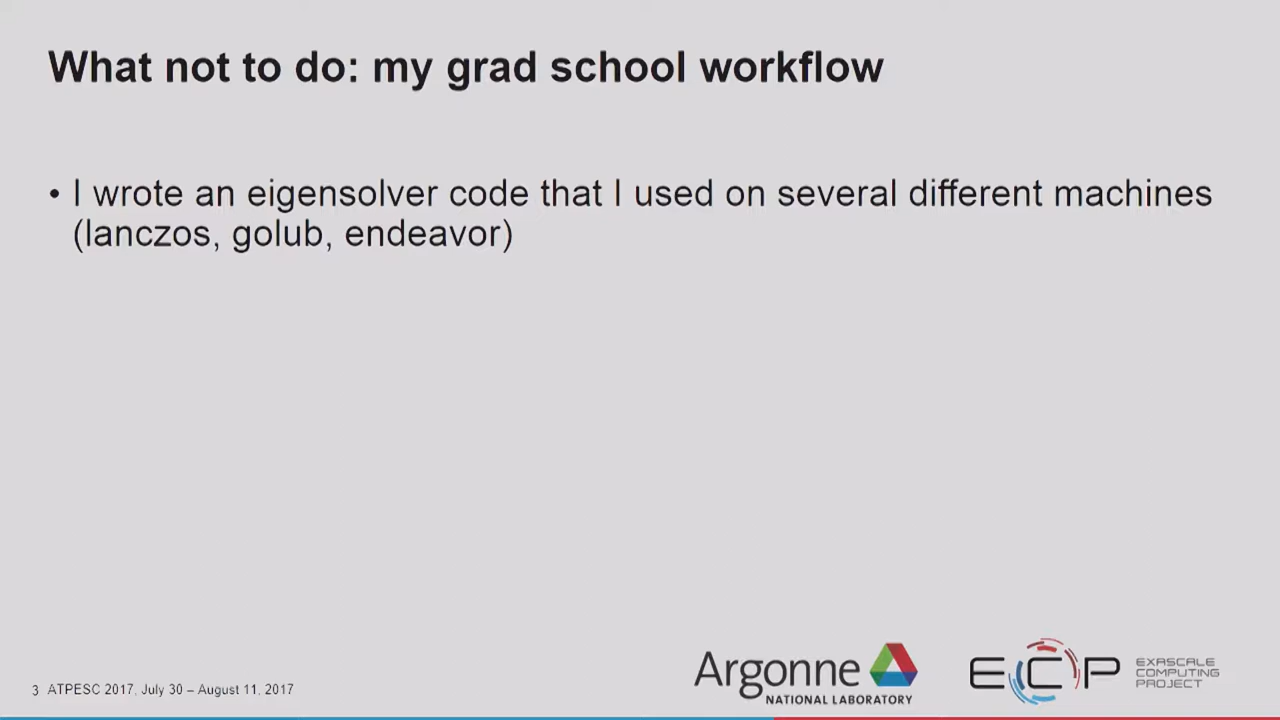 What not to do: my grad school workflow
• I wrote an eigensolver code that I used on several different machines
(lanczos, golub, endeavor)
3 ATPESC 2017, July 30 – August 11, 2017
Argonne
NATIONAL LABORATORY
ECP
EXASCALE
COMPUTING
PROJECT